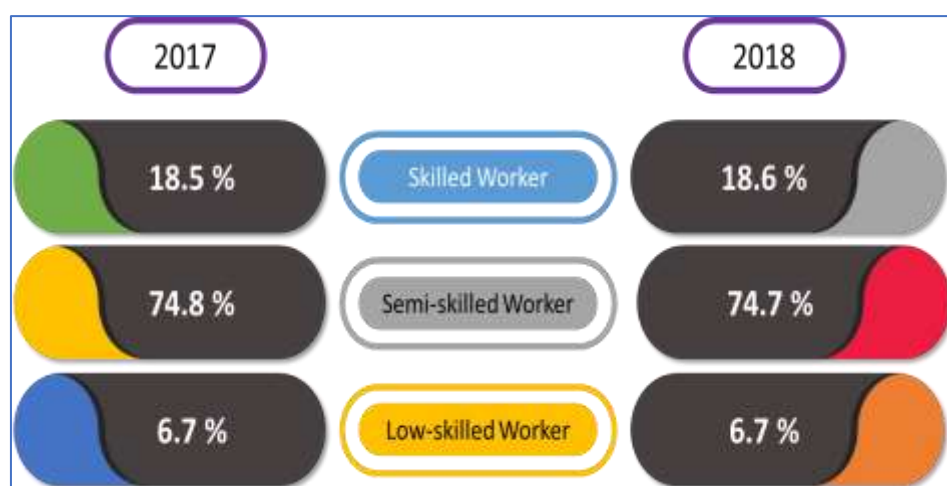 2017 2018
18.5 % Skilled Worker 18.6 %
74.8 % Semi-skilled Worker 74.7 %
6.7 % Low-skilled Worker 6.7 %